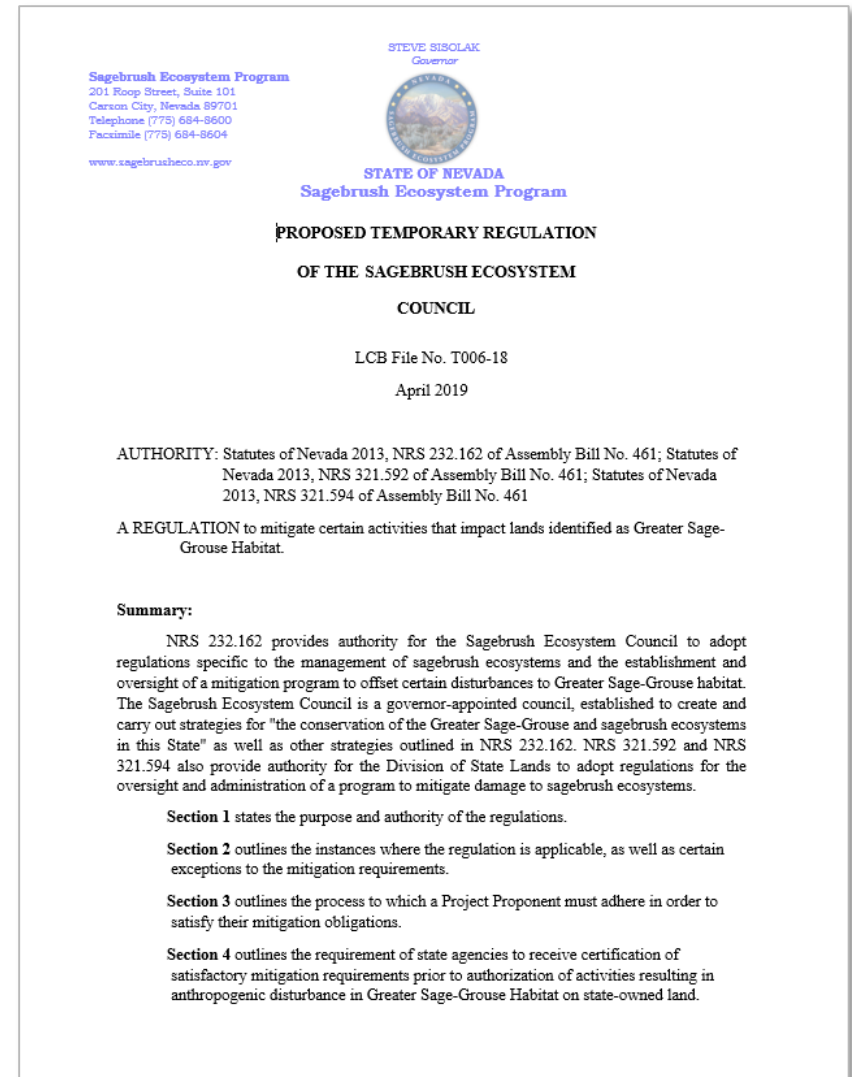 STEVE SISOLAK
Governor
Sagebrush Ecosystem Program
201 Roop Street, Suite 101
Carson City, Nevada 89701
Telephone (775) 684-8600
Facsimile (775) 684-8604
www.sagebrusheco.nv.gov
NEVADA
SAGEBRUSH ECOSYSTEM PROGRAM
STATE OF NEVADA
Sagebrush Ecosystem Program
PROPOSED TEMPORARY REGULATION
OF THE SAGEBRUSH ECOSYSTEM
COUNCIL
LCB File No. T006-18
April 2019
AUTHORITY: Statutes of Nevada 2013, NRS 232.162 of Assembly Bill No. 461; Statutes of
Nevada 2013, NRS 321.592 of Assembly Bill No. 461; Statutes of Nevada
2013, NRS 321.594 of Assembly Bill No. 461
A REGULATION to mitigate certain activities that impact lands identified as Greater Sage-
Grouse Habitat.
Summary:
NRS 232.162 provides authority for the Sagebrush Ecosystem Council to adopt
regulations specific to the management of sagebrush ecosystems and the establishment and
oversight of a mitigation program to offset certain disturbances to Greater Sage-Grouse habitat.
The Sagebrush Ecosystem Council is a governor-appointed council, established to create and
carry out strategies for "the conservation of the Greater Sage-Grouse and sagebrush ecosystems
in this State" as well as other strategies outlined in NRS 232.162. NRS 321.592 and NRS
321.594 also provide authority for the Division of State Lands to adopt regulations for the
oversight and administration of a program to mitigate damage to sagebrush ecosystems.
Section 1 states the purpose and authority of the regulations.
Section 2 outlines the instances where the regulation is applicable, as well as certain
exceptions to the mitigation requirements.
Section 3 outlines the process to which a Project Proponent must adhere in order to
satisfy their mitigation obligations.
Section 4 outlines the requirement of state agencies to receive certification of
satisfactory mitigation requirements prior to authorization of activities resulting in
anthropogenic disturbance in Greater Sage-Grouse Habitat on state-owned land.